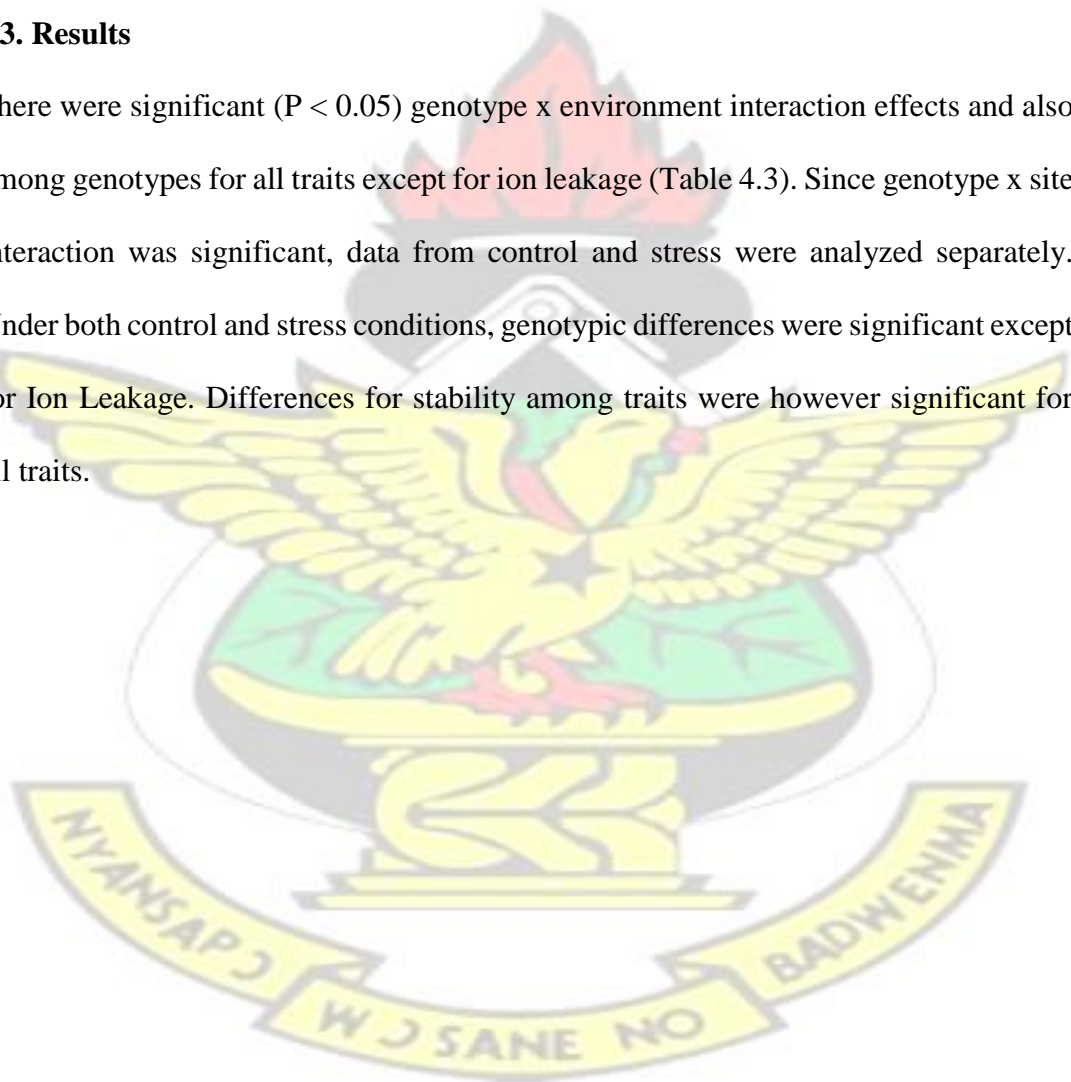 3. Results
here were significant (P < 0.05) genotype x environment interaction effects and also
mong genotypes for all traits except for ion leakage (Table 4.3). Since genotype x site
nteraction was significant, data from control and stress were analyzed separately.
Under both control and stress conditions, genotypic differences were significant except
or Ion Leakage. Differences for stability among traits were however significant for
ll traits.
NYANSAPƆ
WƆSANE NO
BADWENMA